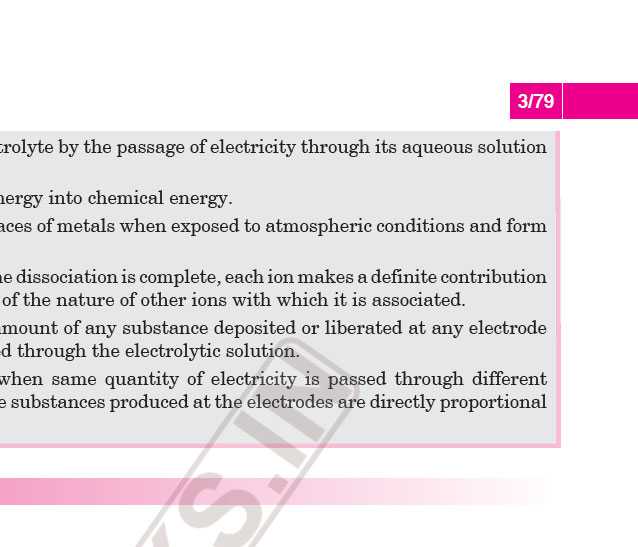 3/79
trolyte by the passage of electricity through its aqueous solution
nergy into chemical energy.
aces of metals when exposed to atmospheric conditions and form
ne dissociation is complete, each ion makes a definite contribution
of the nature of other ions with which it is associated.
amount of any substance deposited or liberated at any electrode
ed through the electrolytic solution.
when same quantity of electricity is passed through different
e substances produced at the electrodes are directly proportional
KS.IN